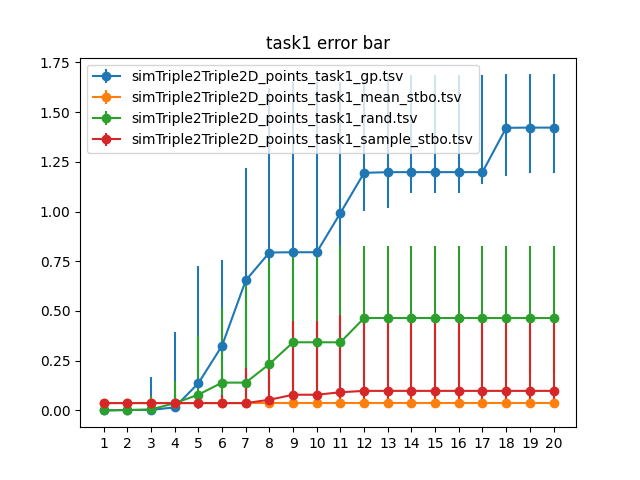 task1 error bar
simTriple2Triple2D_points_task1_gp.tsv
simTriple2Triple2D_points_task1_mean_stbo.tsv
simTriple2Triple2D_points_task1_rand.tsv
simTriple2Triple2D_points_task1_sample_stbo.tsv
1.75
1.50
1.25
1.00
0.75
0.50
0.25
0.00
1 2 3 4 5 6 7 8 9 10 11 12 13 14 15 16 17 18 19 20